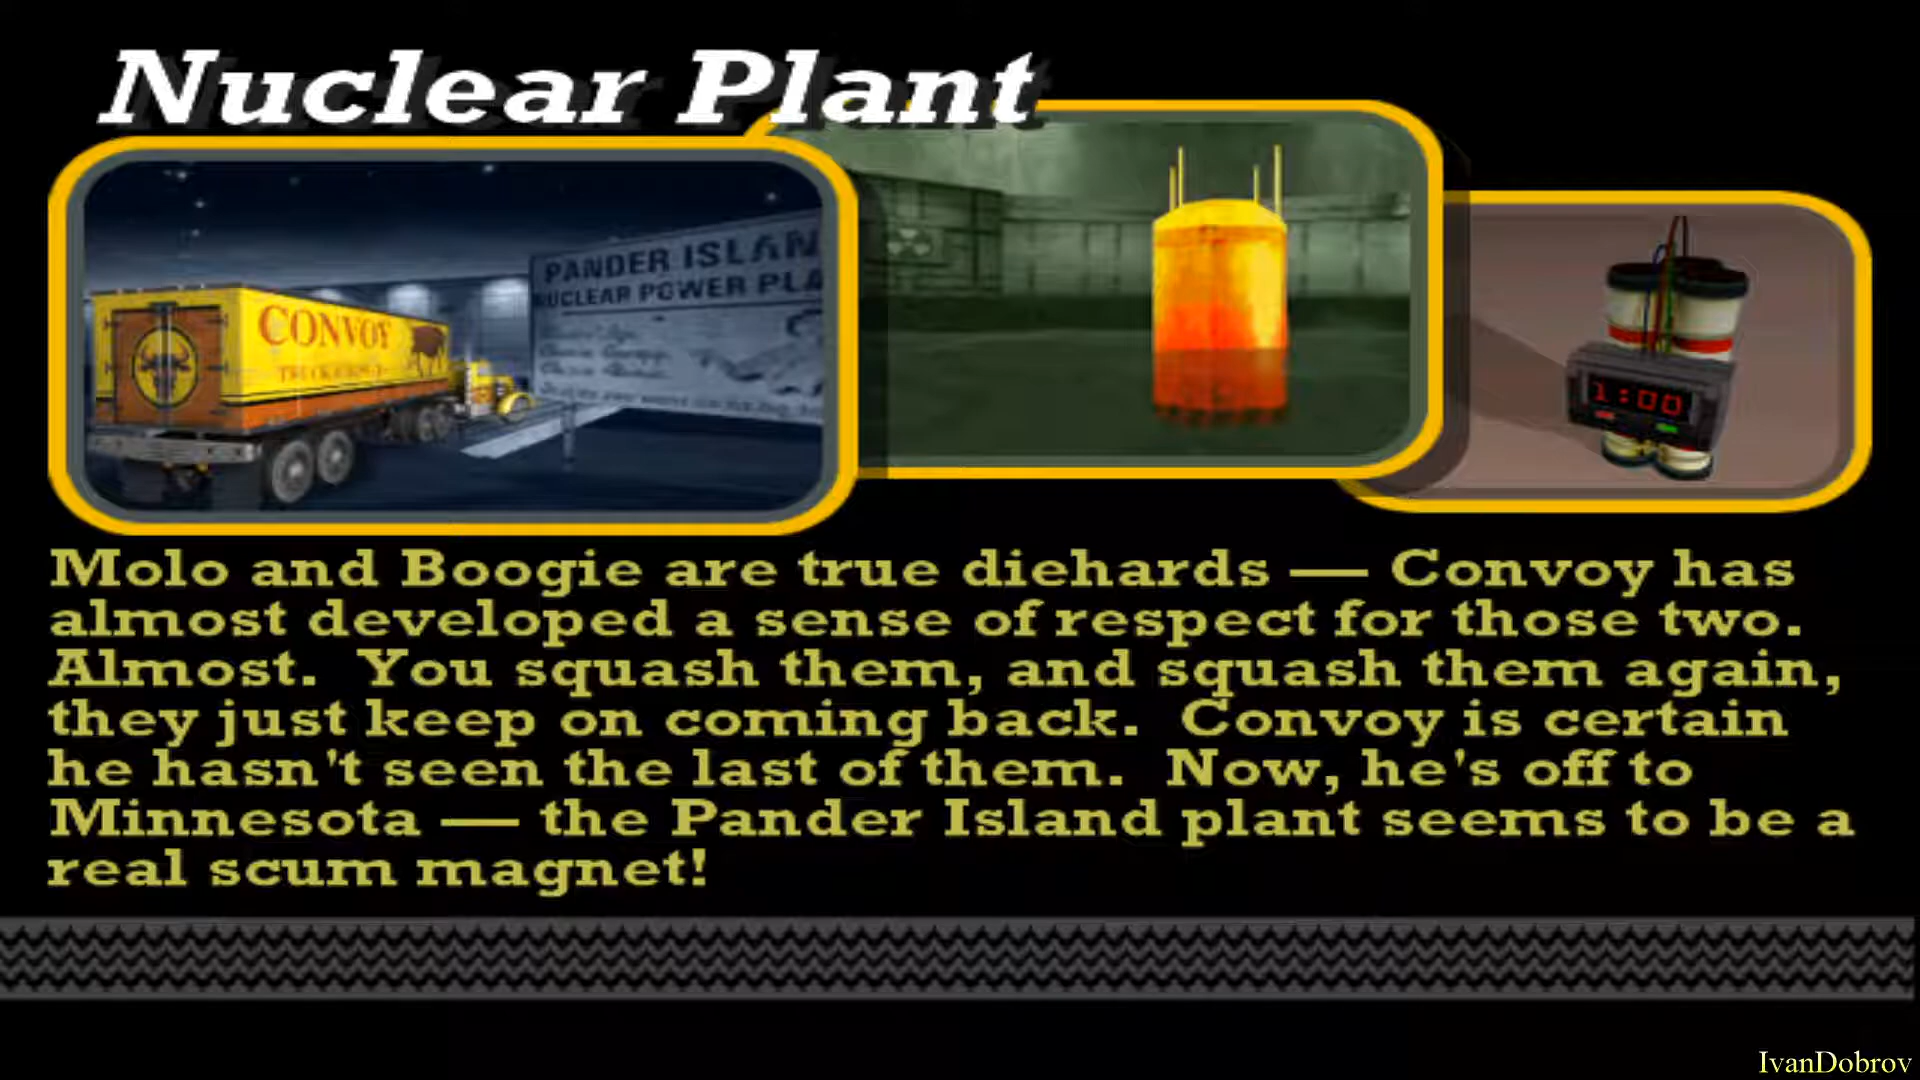 Nuclear Plant
CONVOY
PANDER ISLAN
NUCLEAR POWER PLA
1:00
Molo and Boogie are true diehards — Convoy has
almost developed a sense of respect for those two.
Almost.  You squash them, and squash them again,
they just keep on coming back.  Convoy is certain
he hasn't seen the last of them.  Now, he's off to
Minnesota — the Pander Island plant seems to be a
real scum magnet!
IvanDobrov